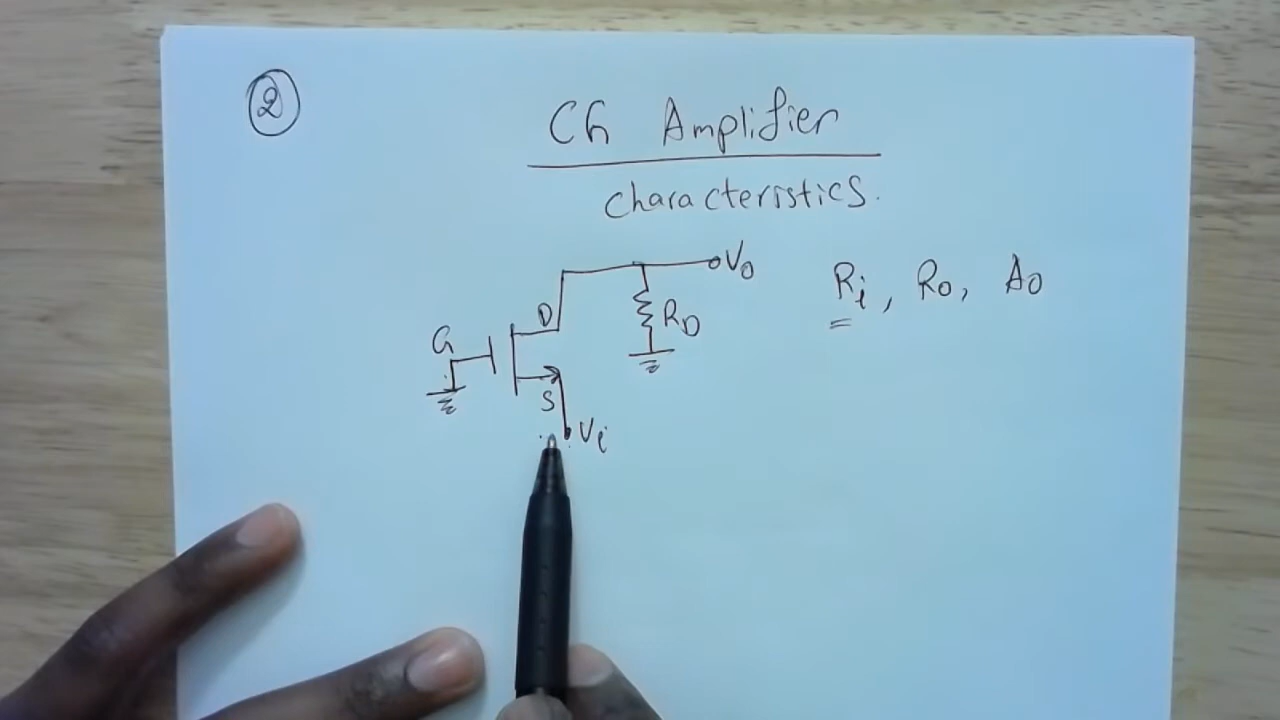 ②
CG Amplifier
Characteristics.
Vo
Ri, Ro, Ao
D
RD
G
S
Vi